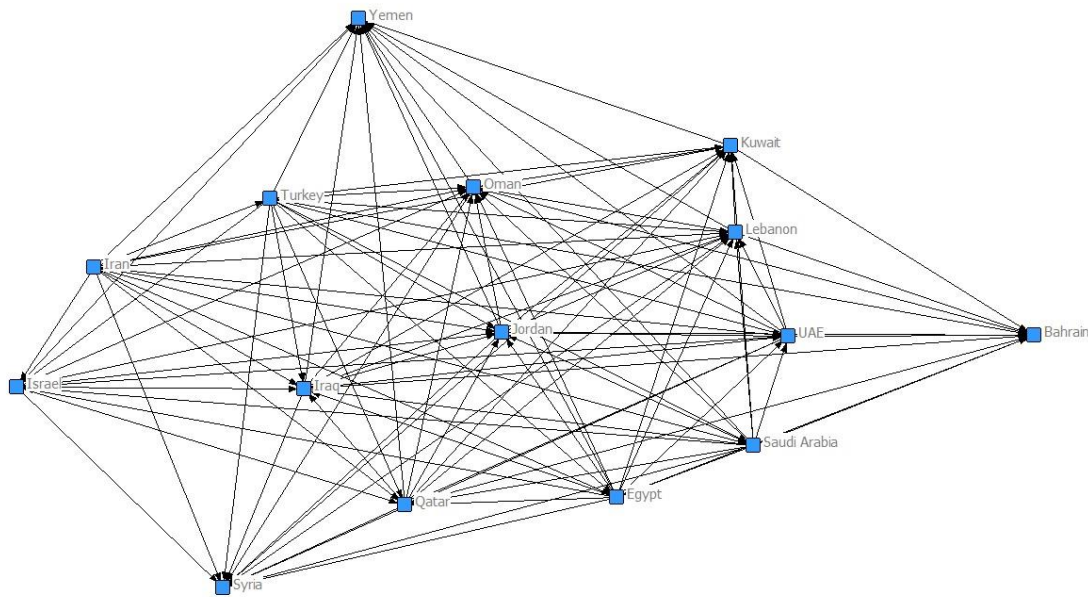 Yemen
Kuwait
Oman
Turkey
Lebanon
Iran
Jordan
UAE
Bahrain
Israel
Iraq
Saudi Arabia
Egypt
Qatar
Syria